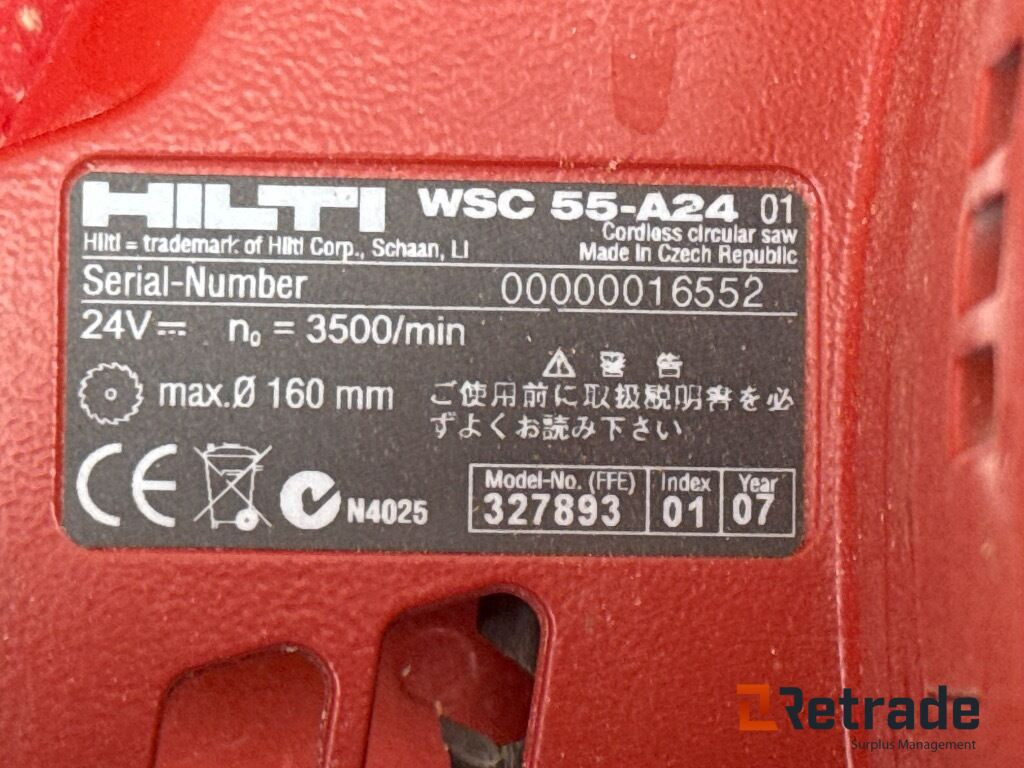 HILTI WSC 55-A24 01
Cordless circular saw
Hilti = trademark of Hilti Corp., Schaan, LI Made in Czech Republic
Serial-Number 00000016552
24V n₀ = 3500/min
⚠ 警告
max.Ø 160 mm ご使用前に取扱説明書を必
ずよくお読み下さい
CE N4025
Model-No. (FFE) Index Year
327893 01 07
Retrade
Surplus Management